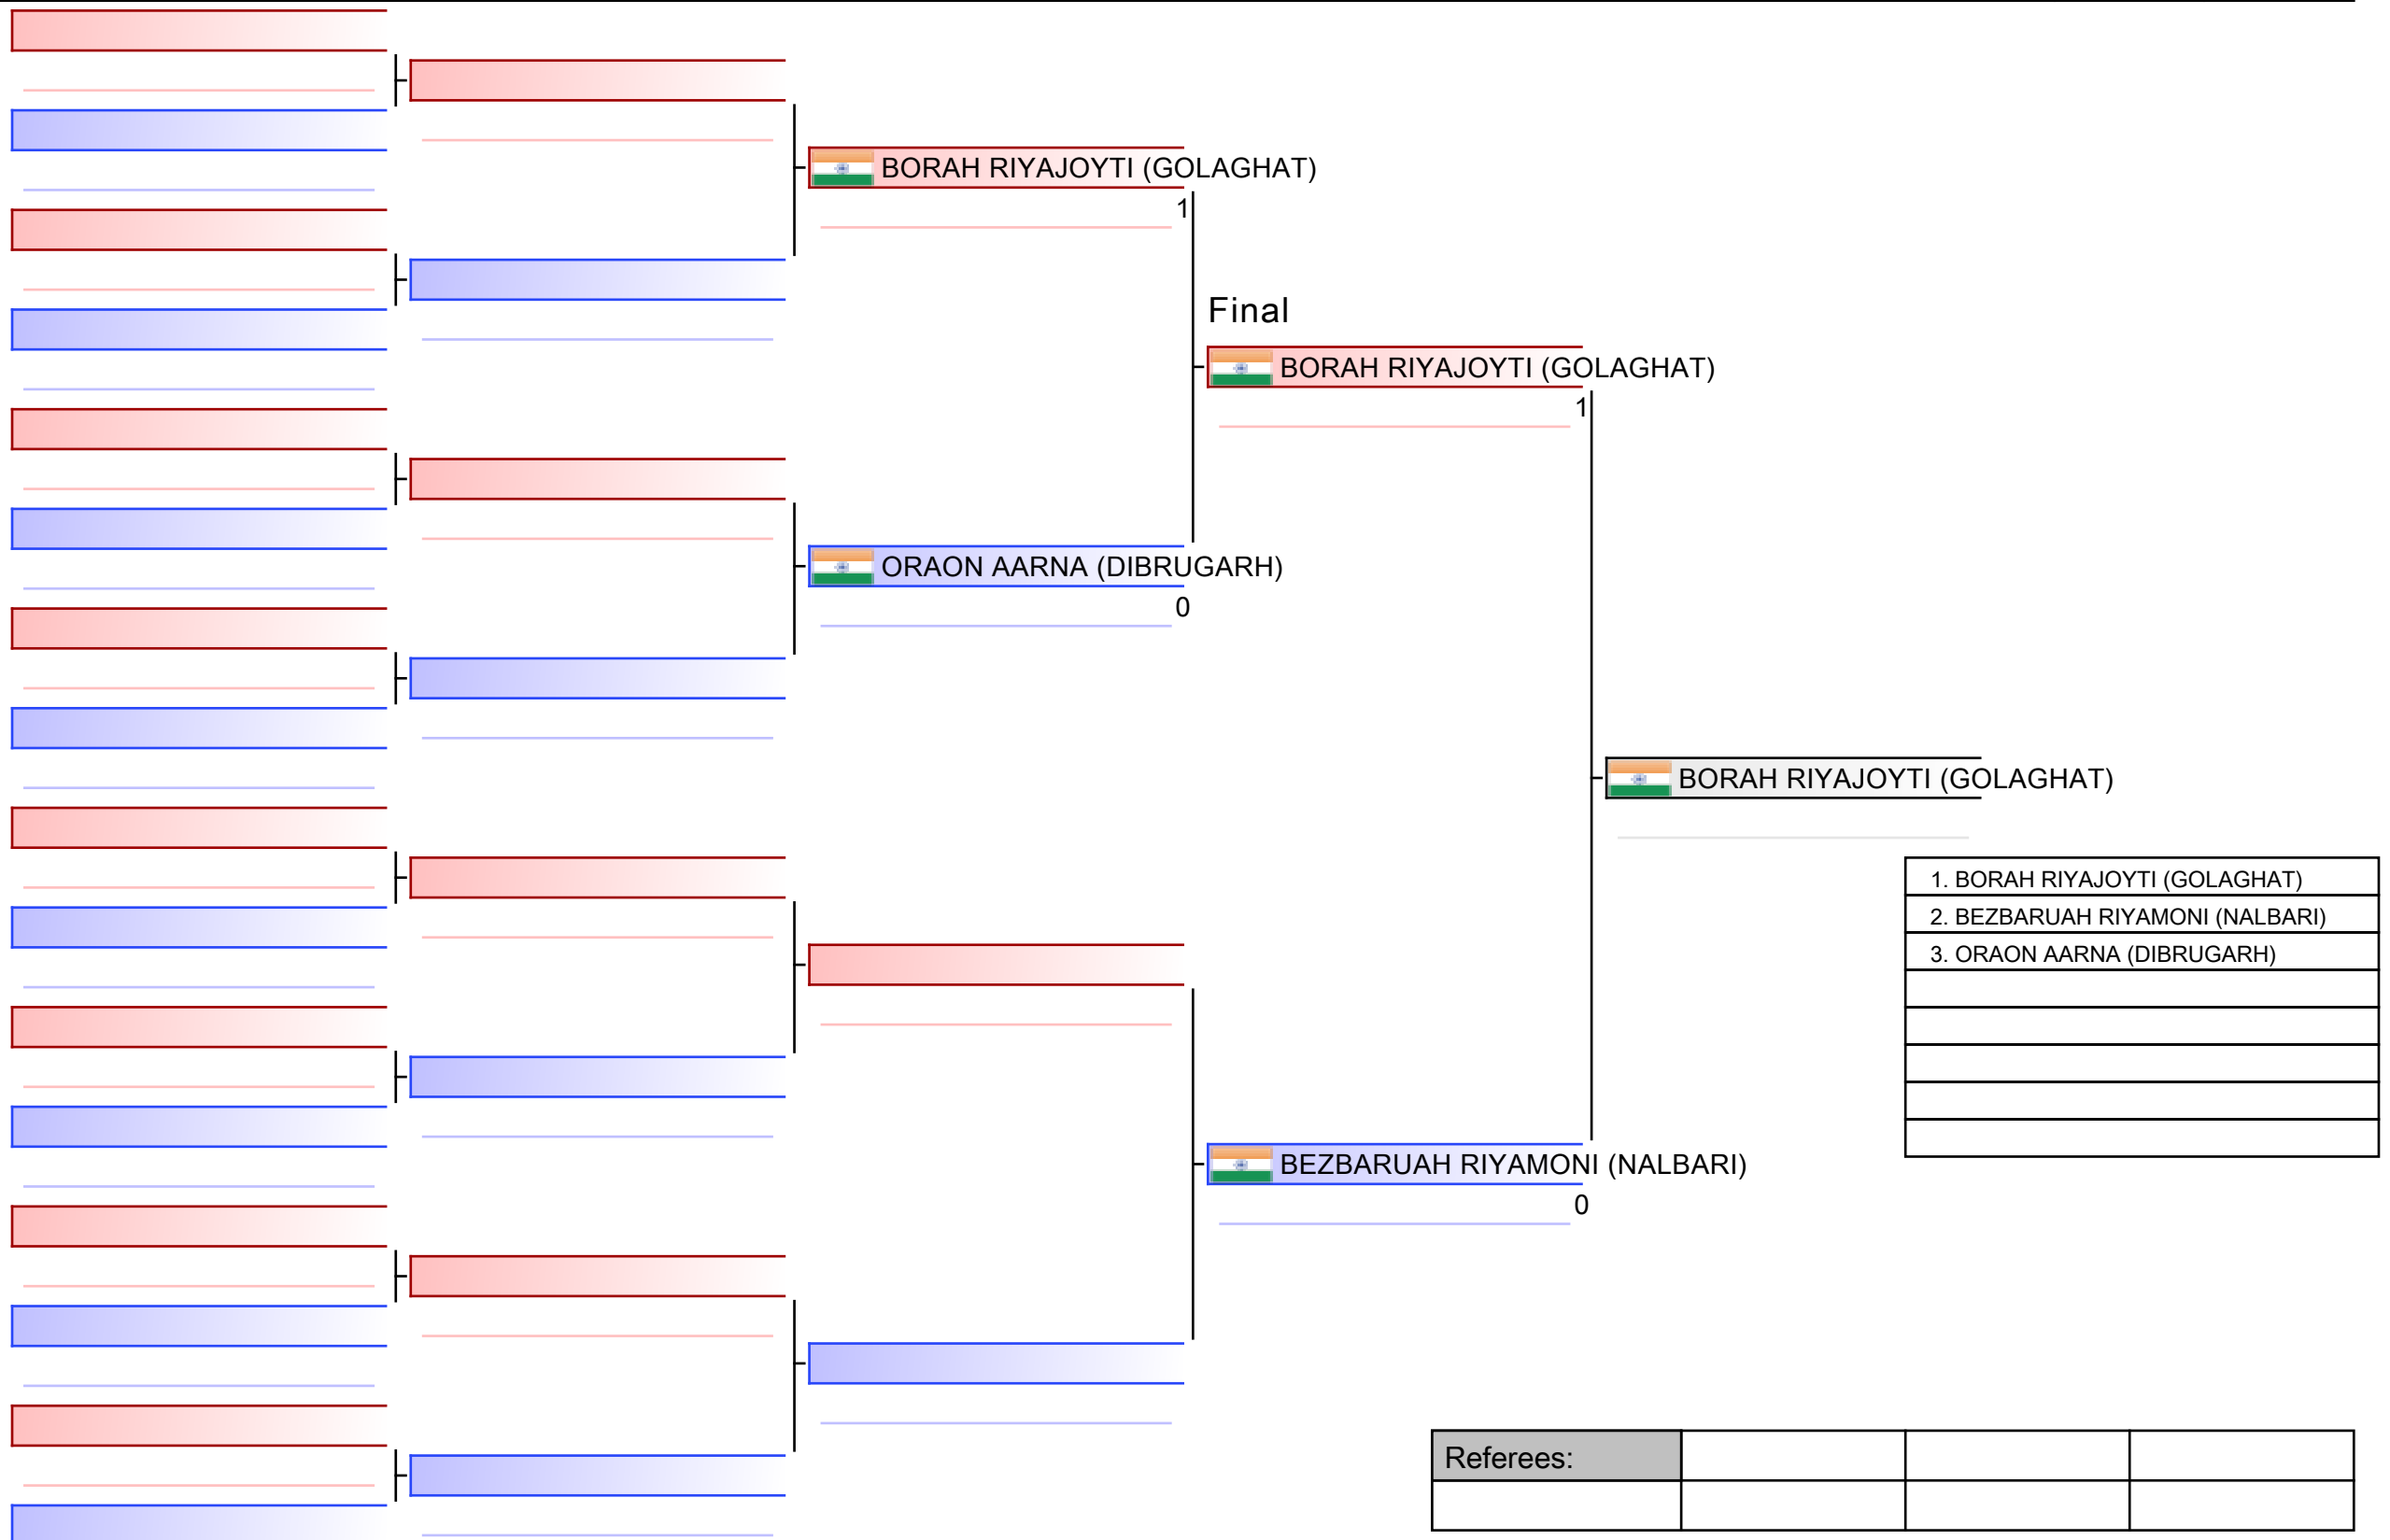 BORAH RIYAJOYTI (GOLAGHAT)
1
Final
BORAH RIYAJOYTI (GOLAGHAT)
1
ORAON AARNA (DIBRUGARH)
0
BORAH RIYAJOYTI (GOLAGHAT)
1. BORAH RIYAJOYTI (GOLAGHAT)
2. BEZBARUAH RIYAMONI (NALBARI)
3. ORAON AARNA (DIBRUGARH)
BEZBARUAH RIYAMONI (NALBARI)
0
Referees: